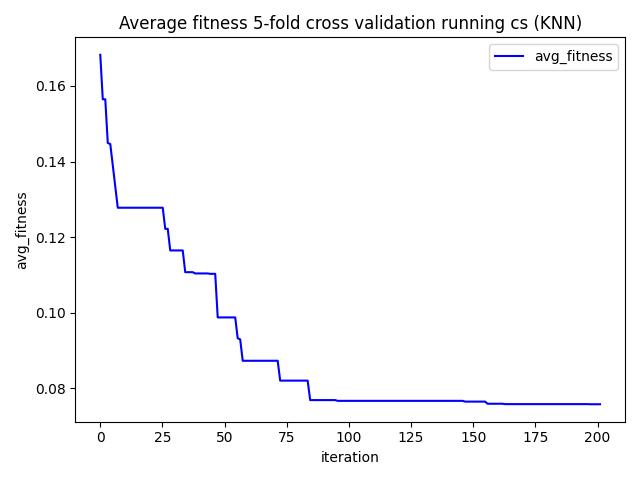 Average fitness 5-fold cross validation running cs (KNN)
avg_fitness
avg_fitness
0.16
0.14
0.12
0.10
0.08
0 25 50 75 100 125 150 175 200
iteration